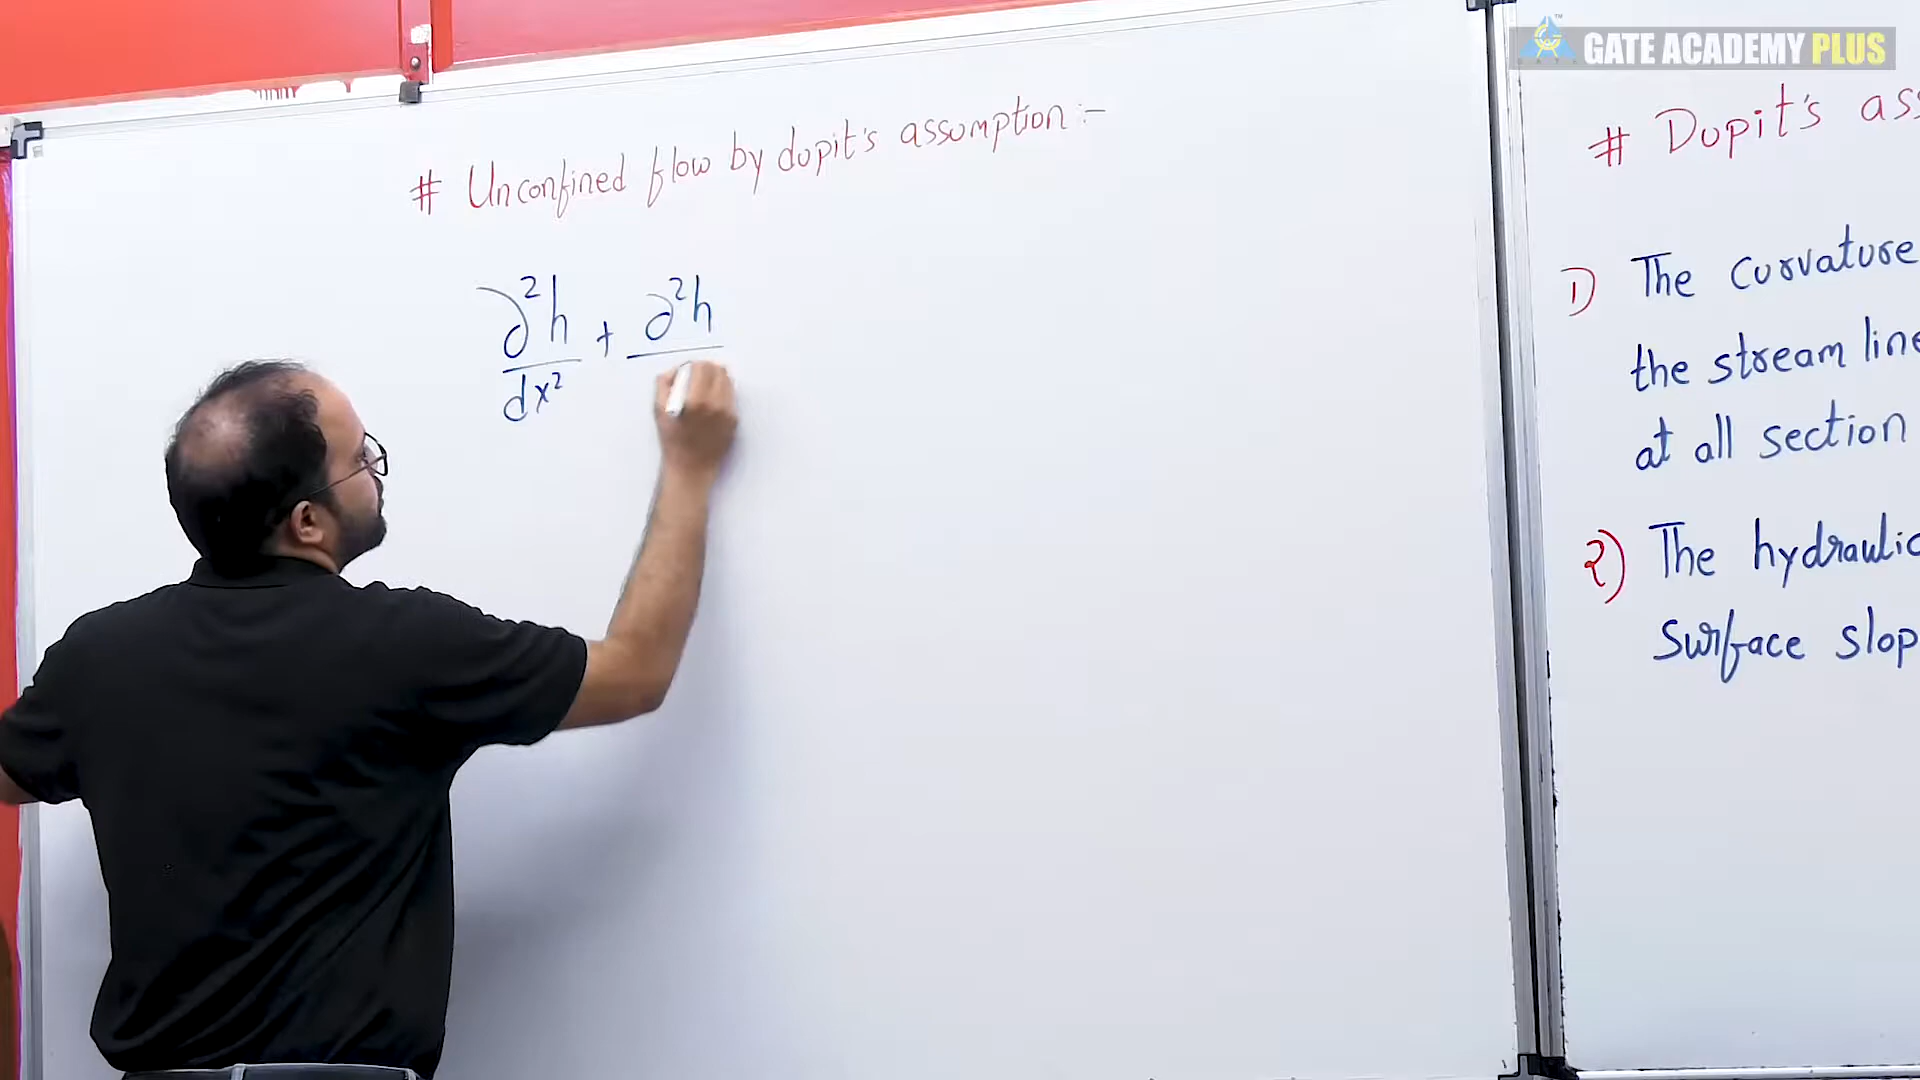 GATE ACADEMY PLUS
# Unconfined flow by dupit's assumption :-
∂²h/dx² + ∂²h
# Dupit's ass
1) The curvature
the stream line
at all section
2) The hydraulic
surface slop